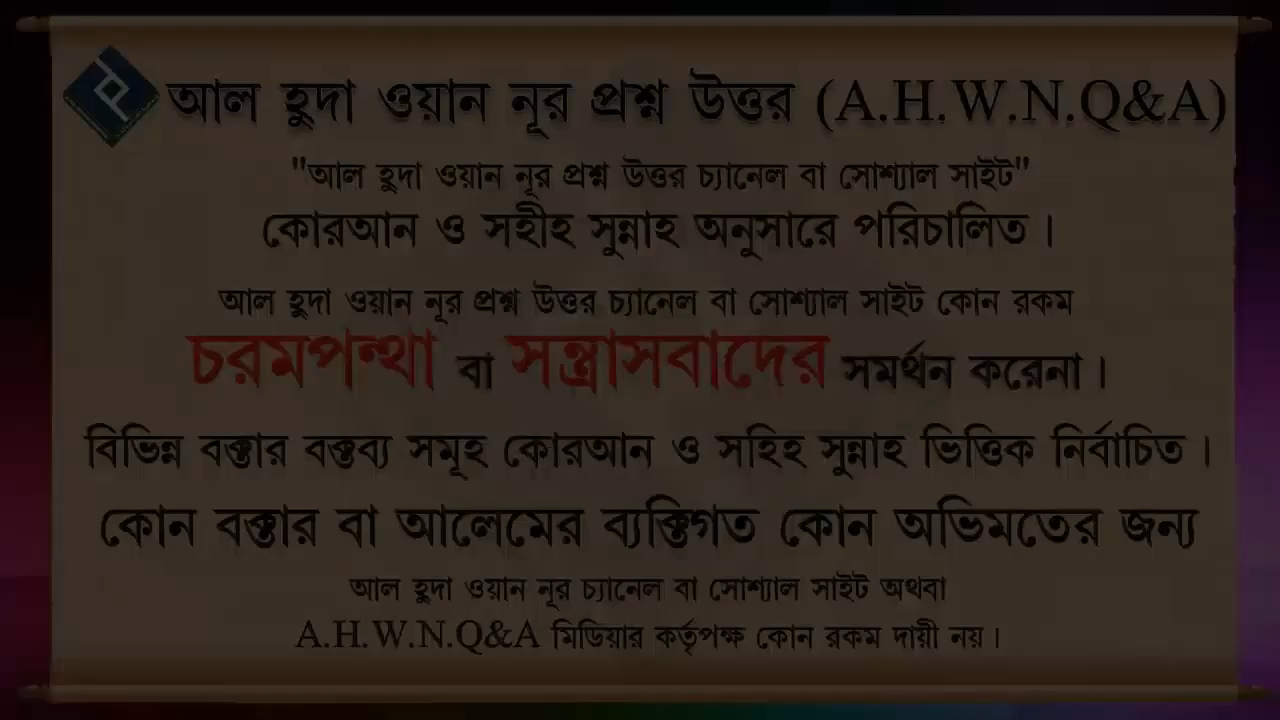 আল হুদা ওয়ান নূর প্রশ্ন উত্তর (A.H.W.N.Q&A)
"আল হুদা ওয়ান নূর প্রশ্ন উত্তর চ্যানেল বা সোশ্যাল সাইট"
কোরআন ও সহীহ সুন্নাহ অনুসারে পরিচালিত।
আল হুদা ওয়ান নূর প্রশ্ন উত্তর চ্যানেল বা সোশ্যাল সাইট কোন রকম
চরমপন্থা বা সন্ত্রাসবাদের সমর্থন করেনা।
বিভিন্ন বক্তার বক্তব্য সমূহ কোরআন ও সহিহ সুন্নাহ ভিত্তিক নির্বাচিত।
কোন বক্তার বা আলেমের ব্যক্তিগত কোন অভিমতের জন্য
আল হুদা ওয়ান নূর চ্যানেল বা সোশ্যাল সাইট অথবা
A.H.W.N.Q&A মিডিয়ার কর্তৃপক্ষ কোন রকম দায়ী নয়।